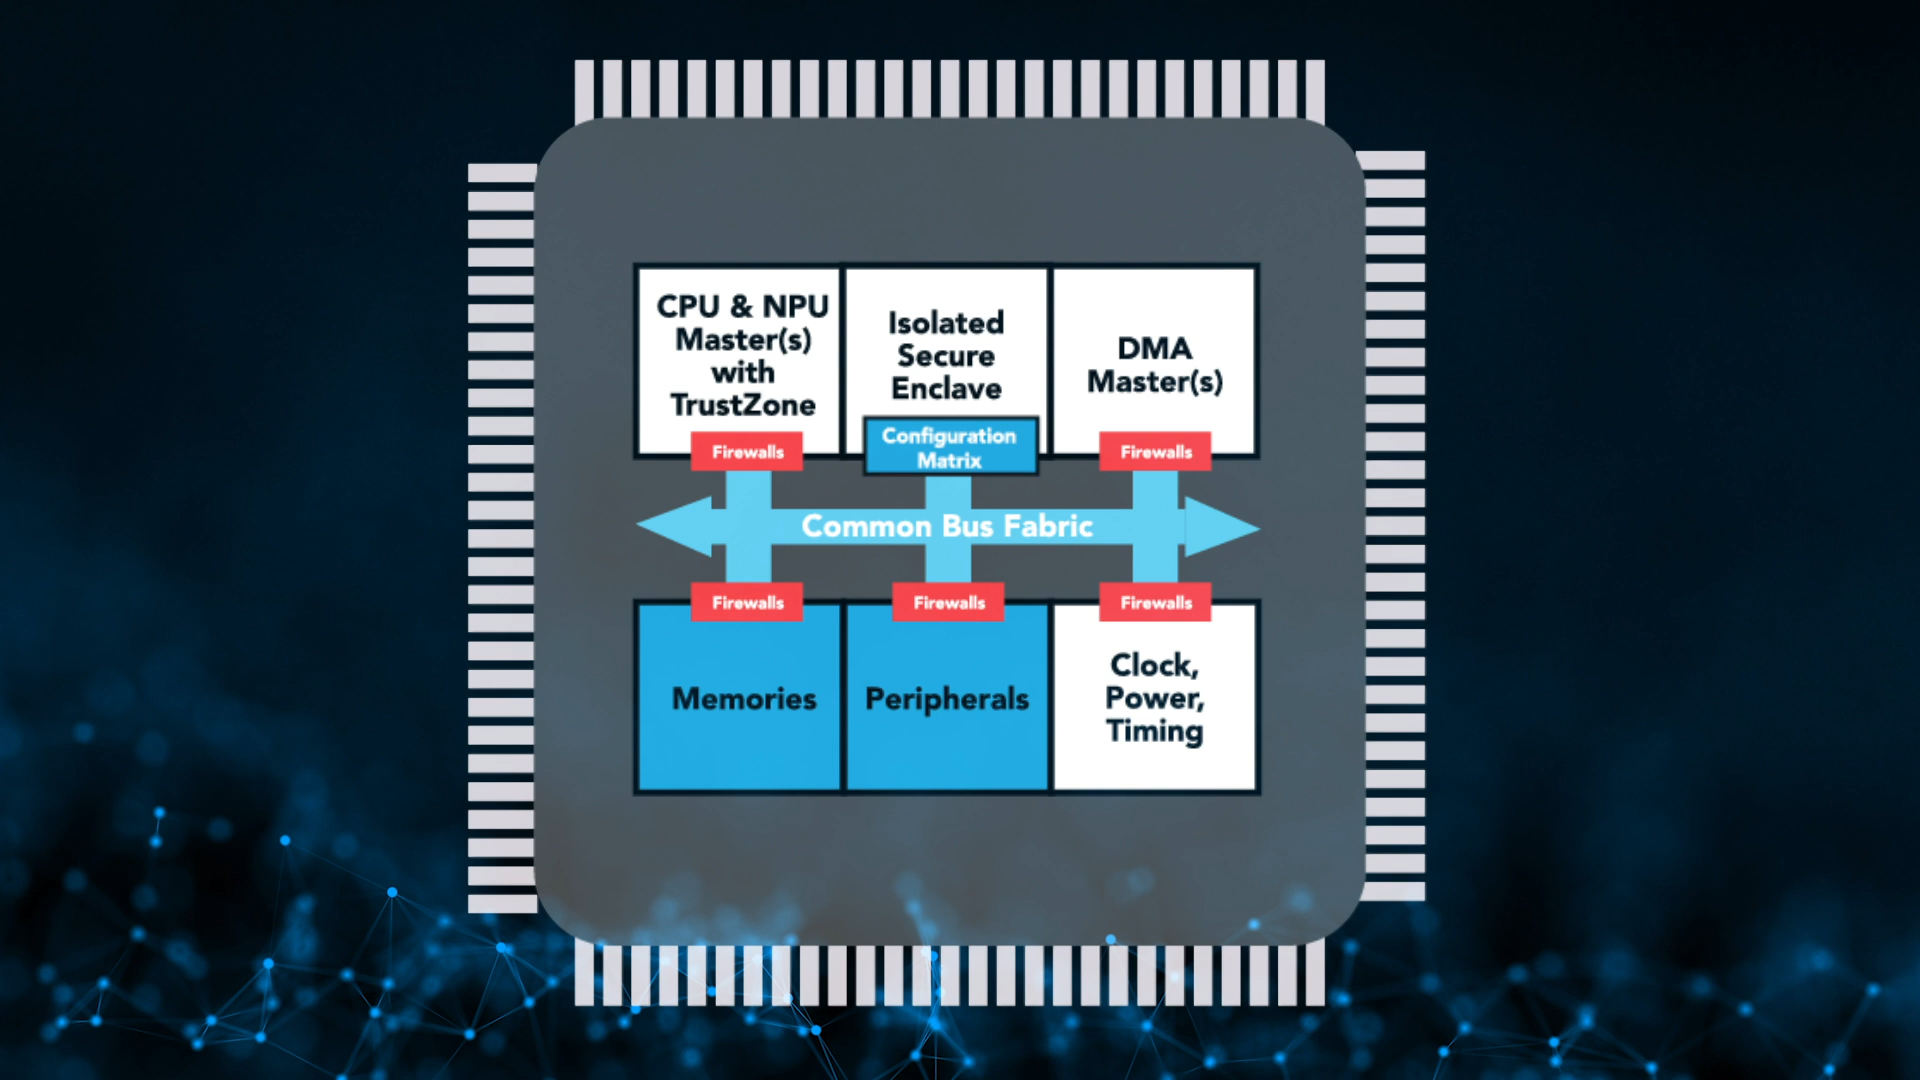 CPU & NPU
Master(s)
with
TrustZone
Firewalls
Isolated
Secure
Enclave
Configuration
Matrix
DMA
Master(s)
Firewalls
Common Bus Fabric
Firewalls
Memories
Firewalls
Peripherals
Firewalls
Clock,
Power,
Timing